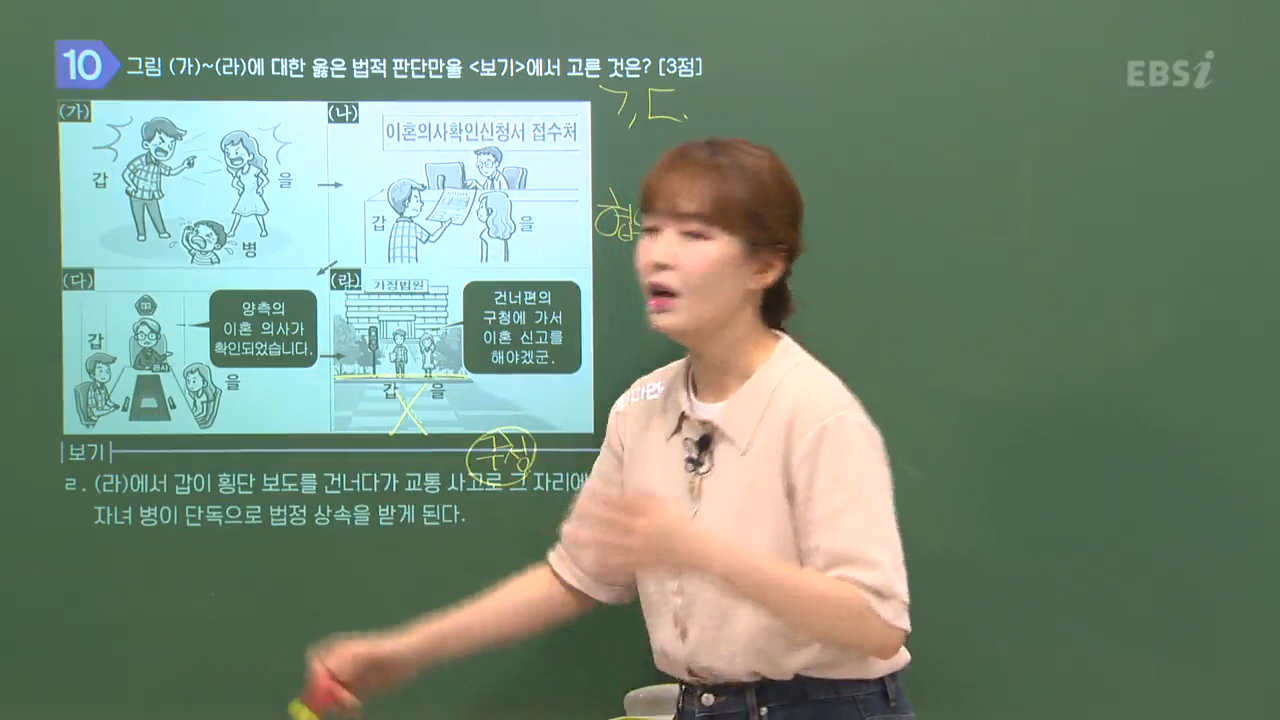 10 그림 (가)~(라)에 대한 옳은 법적 판단만을 <보기>에서 고른 것은? [3점]
EBSi
ㄱ, ㄷ.
(가)
갑
을
병
(나)
이혼의사확인신청서 접수처
갑
을
(다)
양측의
이혼 의사가
확인되었습니다.
갑
을
판사
(라)
가정법원
건너편의
구청에 가서
이혼 신고를
해야겠군.
갑 을
X
구청
보기
ㄹ. (라)에서 갑이 횡단 보도를 건너다가 교통 사고로 그 자리에
자녀 병이 단독으로 법정 상속을 받게 된다.